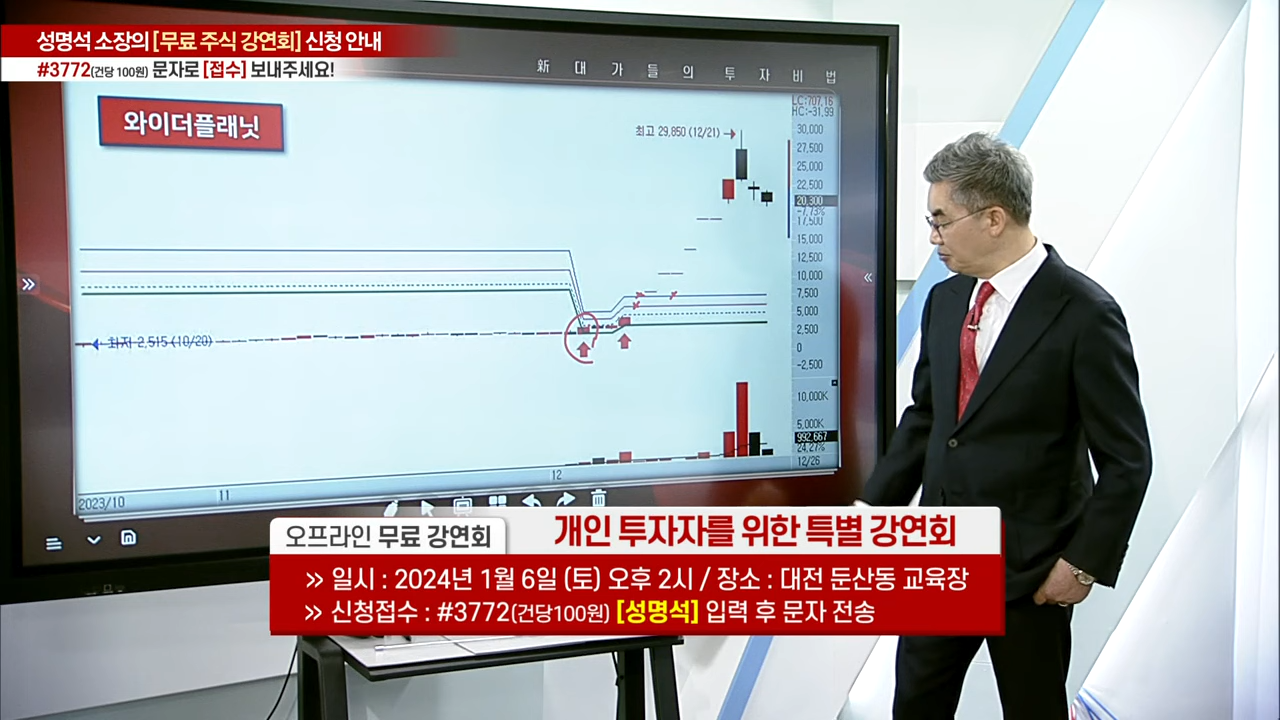 성명석 소장의 [무료 주식 강연회] 신청 안내
#3772(건당 100원) 문자로 [접수] 보내주세요!
新 대가들의 투자비법
와이더플래닛
LC:707.16
HC:-31.99
최고 29,850 (12/21)
30,000
27,500
25,000
22,500
20,300
-7.73%
17,500
15,000
12,500
10,000
7,500
5,000
2,500
0
-2,500
최저 2,515 (10/20)
10,000K
5,000K
992,667
24.27%
12/26
2023/10
11
12
오프라인 무료 강연회
개인 투자자를 위한 특별 강연회
» 일시 : 2024년 1월 6일 (토) 오후 2시 / 장소 : 대전 둔산동 교육장
» 신청접수 : #3772(건당100원) [성명석] 입력 후 문자 전송